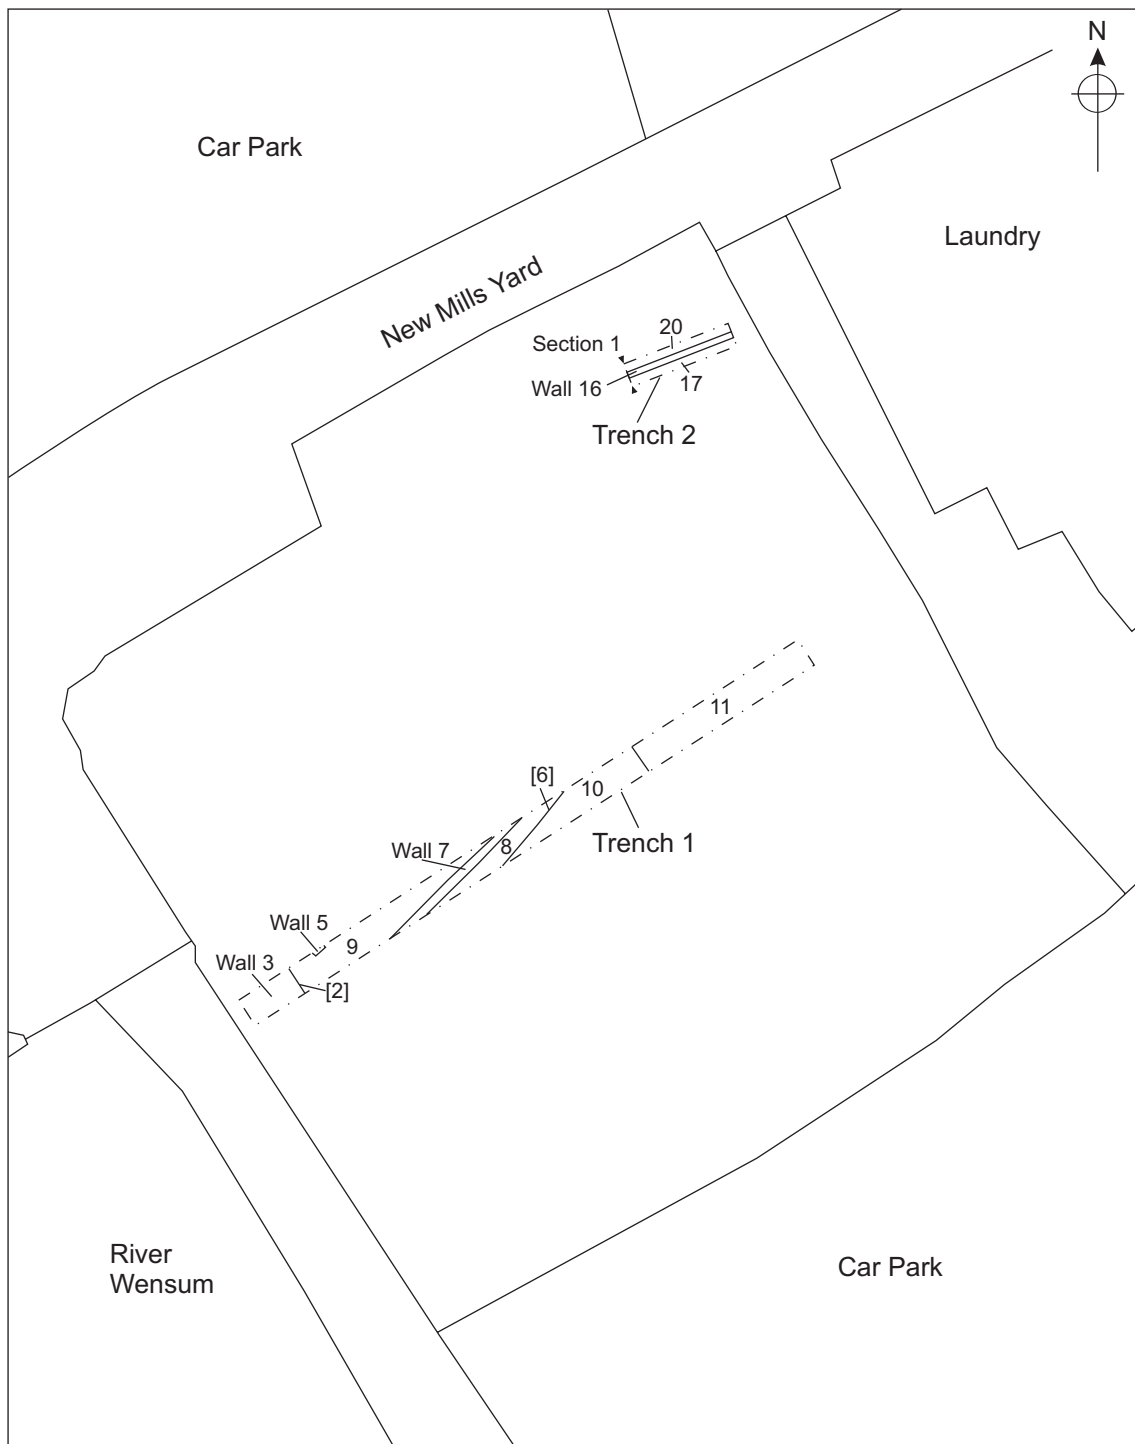 N
Car Park
Laundry
New Mills Yard
20
Section 1
Wall 16
17
Trench 2
11
[6]
10
Trench 1
8
Wall 7
Wall 5
9
Wall 3
[2]
River
Wensum
Car Park